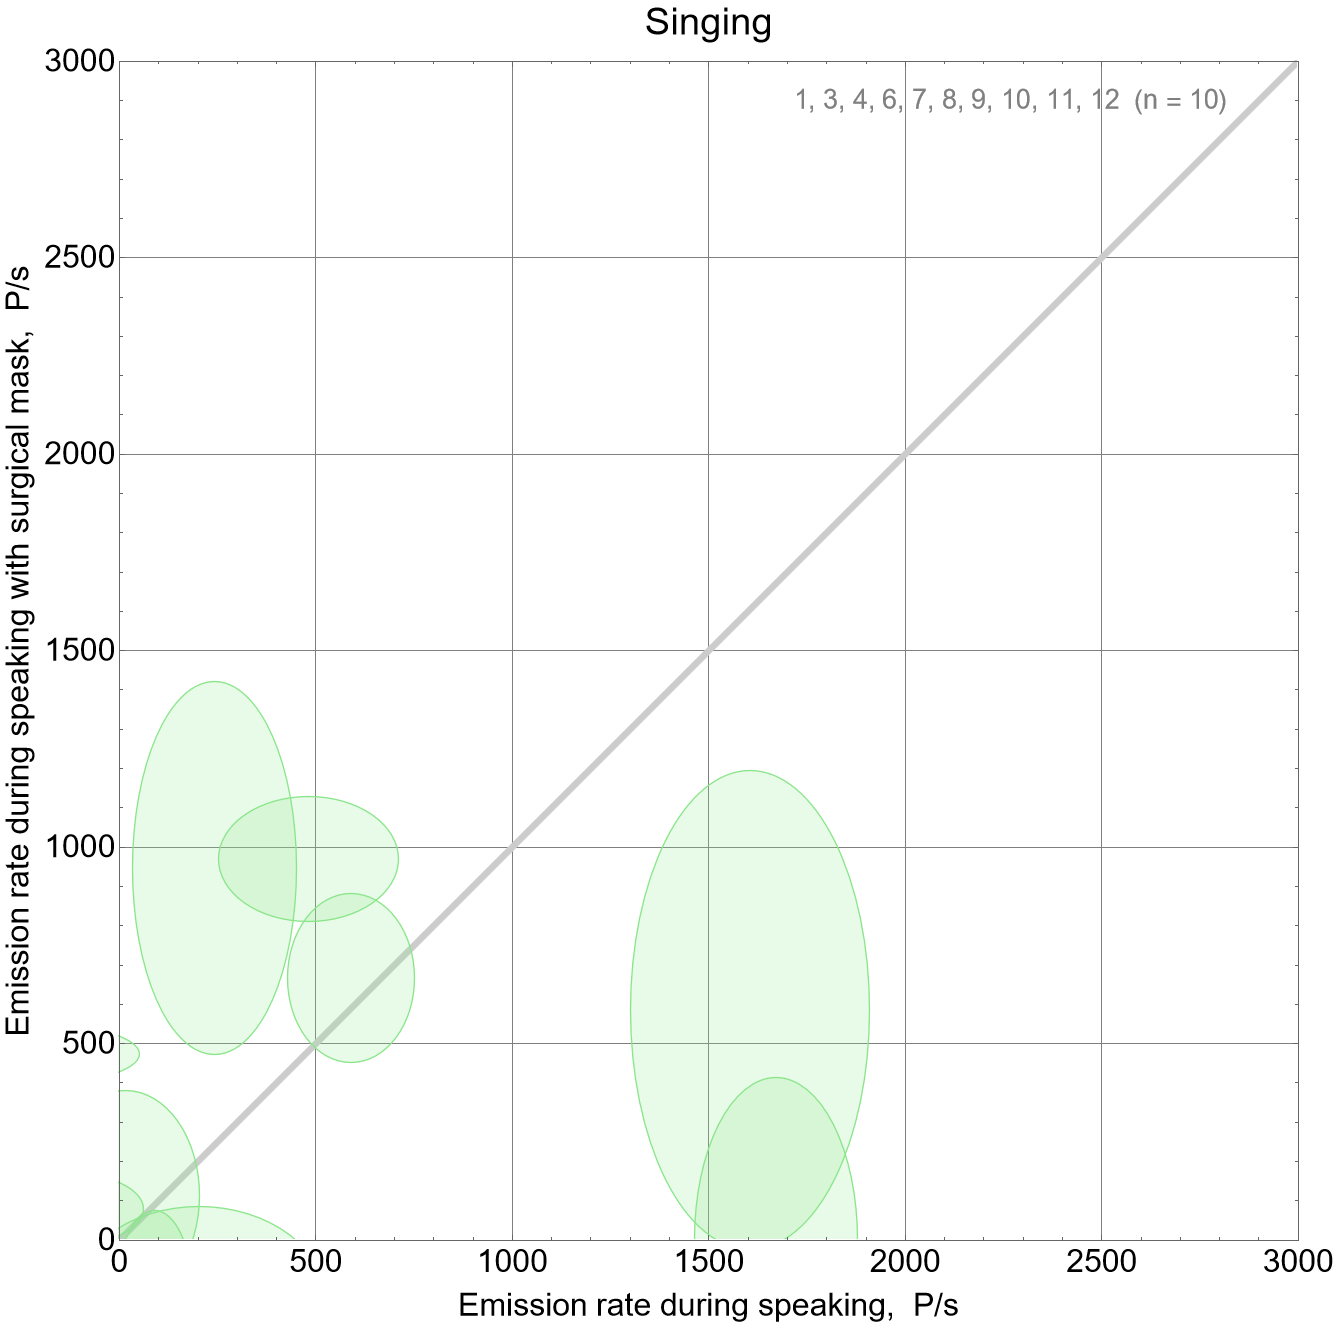 Singing
1, 3, 4, 6, 7, 8, 9, 10, 11, 12 (n = 10)
Emission rate during speaking with surgical mask, P/s
3000
2500
2000
1500
1000
500
0
0 500 1000 1500 2000 2500 3000
Emission rate during speaking, P/s